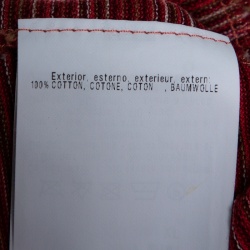 Exterior, esterno, exterieur, extern:
100% COTTON, COTONE, COTON , BAUMWOLLE